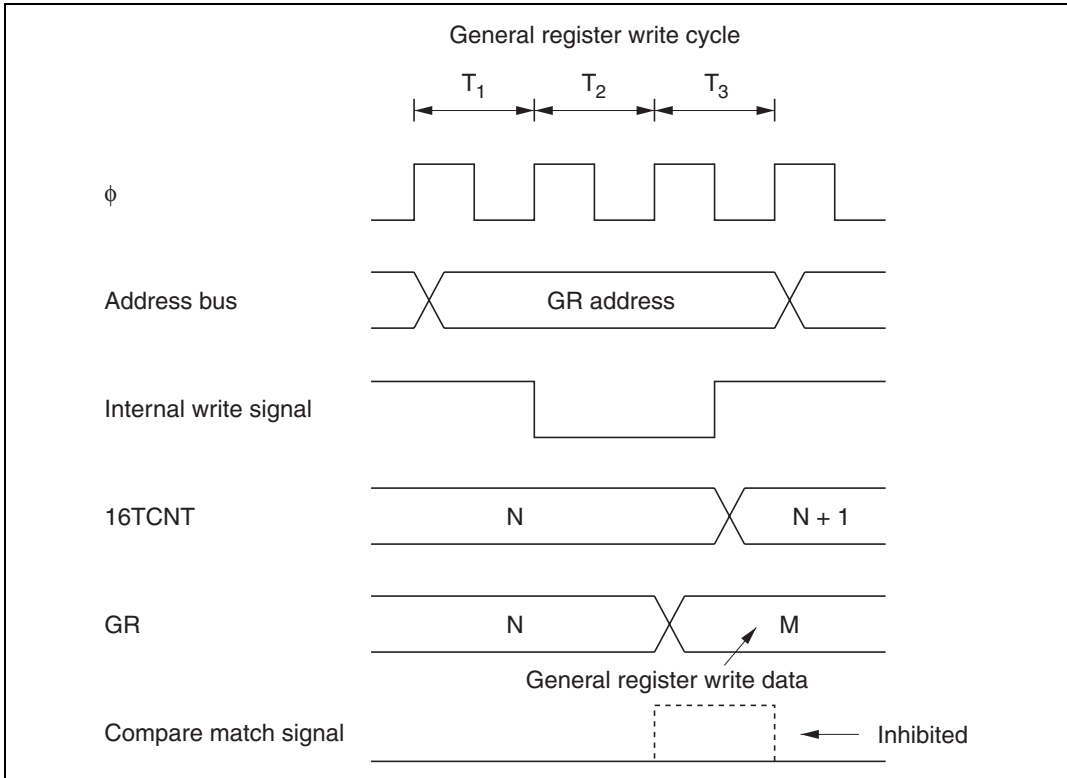 General register write cycle
T1 T2 T3
φ
Address bus GR address
Internal write signal
16TCNT N N + 1
GR N M
General register write data
Compare match signal Inhibited